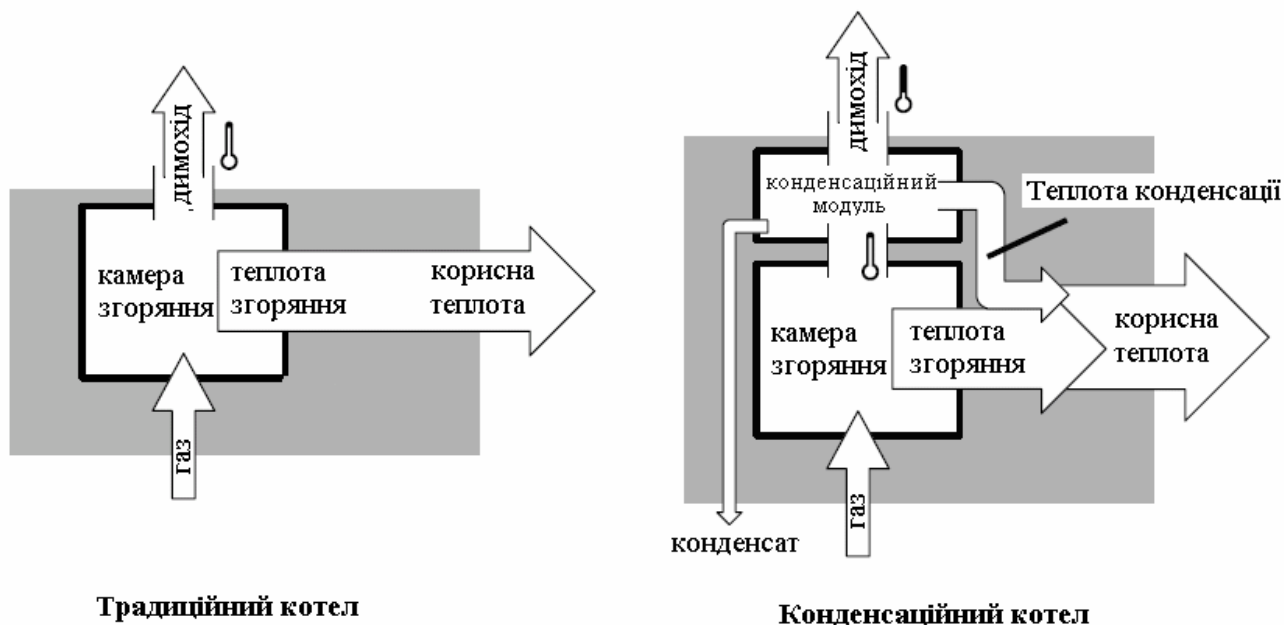 димохід
камера
згоряння
теплота
згоряння
корисна
теплота
газ
Традиційний котел
димохід
конденсаційний
модуль
Теплота конденсації
камера
згоряння
теплота
згоряння
корисна
теплота
газ
конденсат
Конденсаційний котел